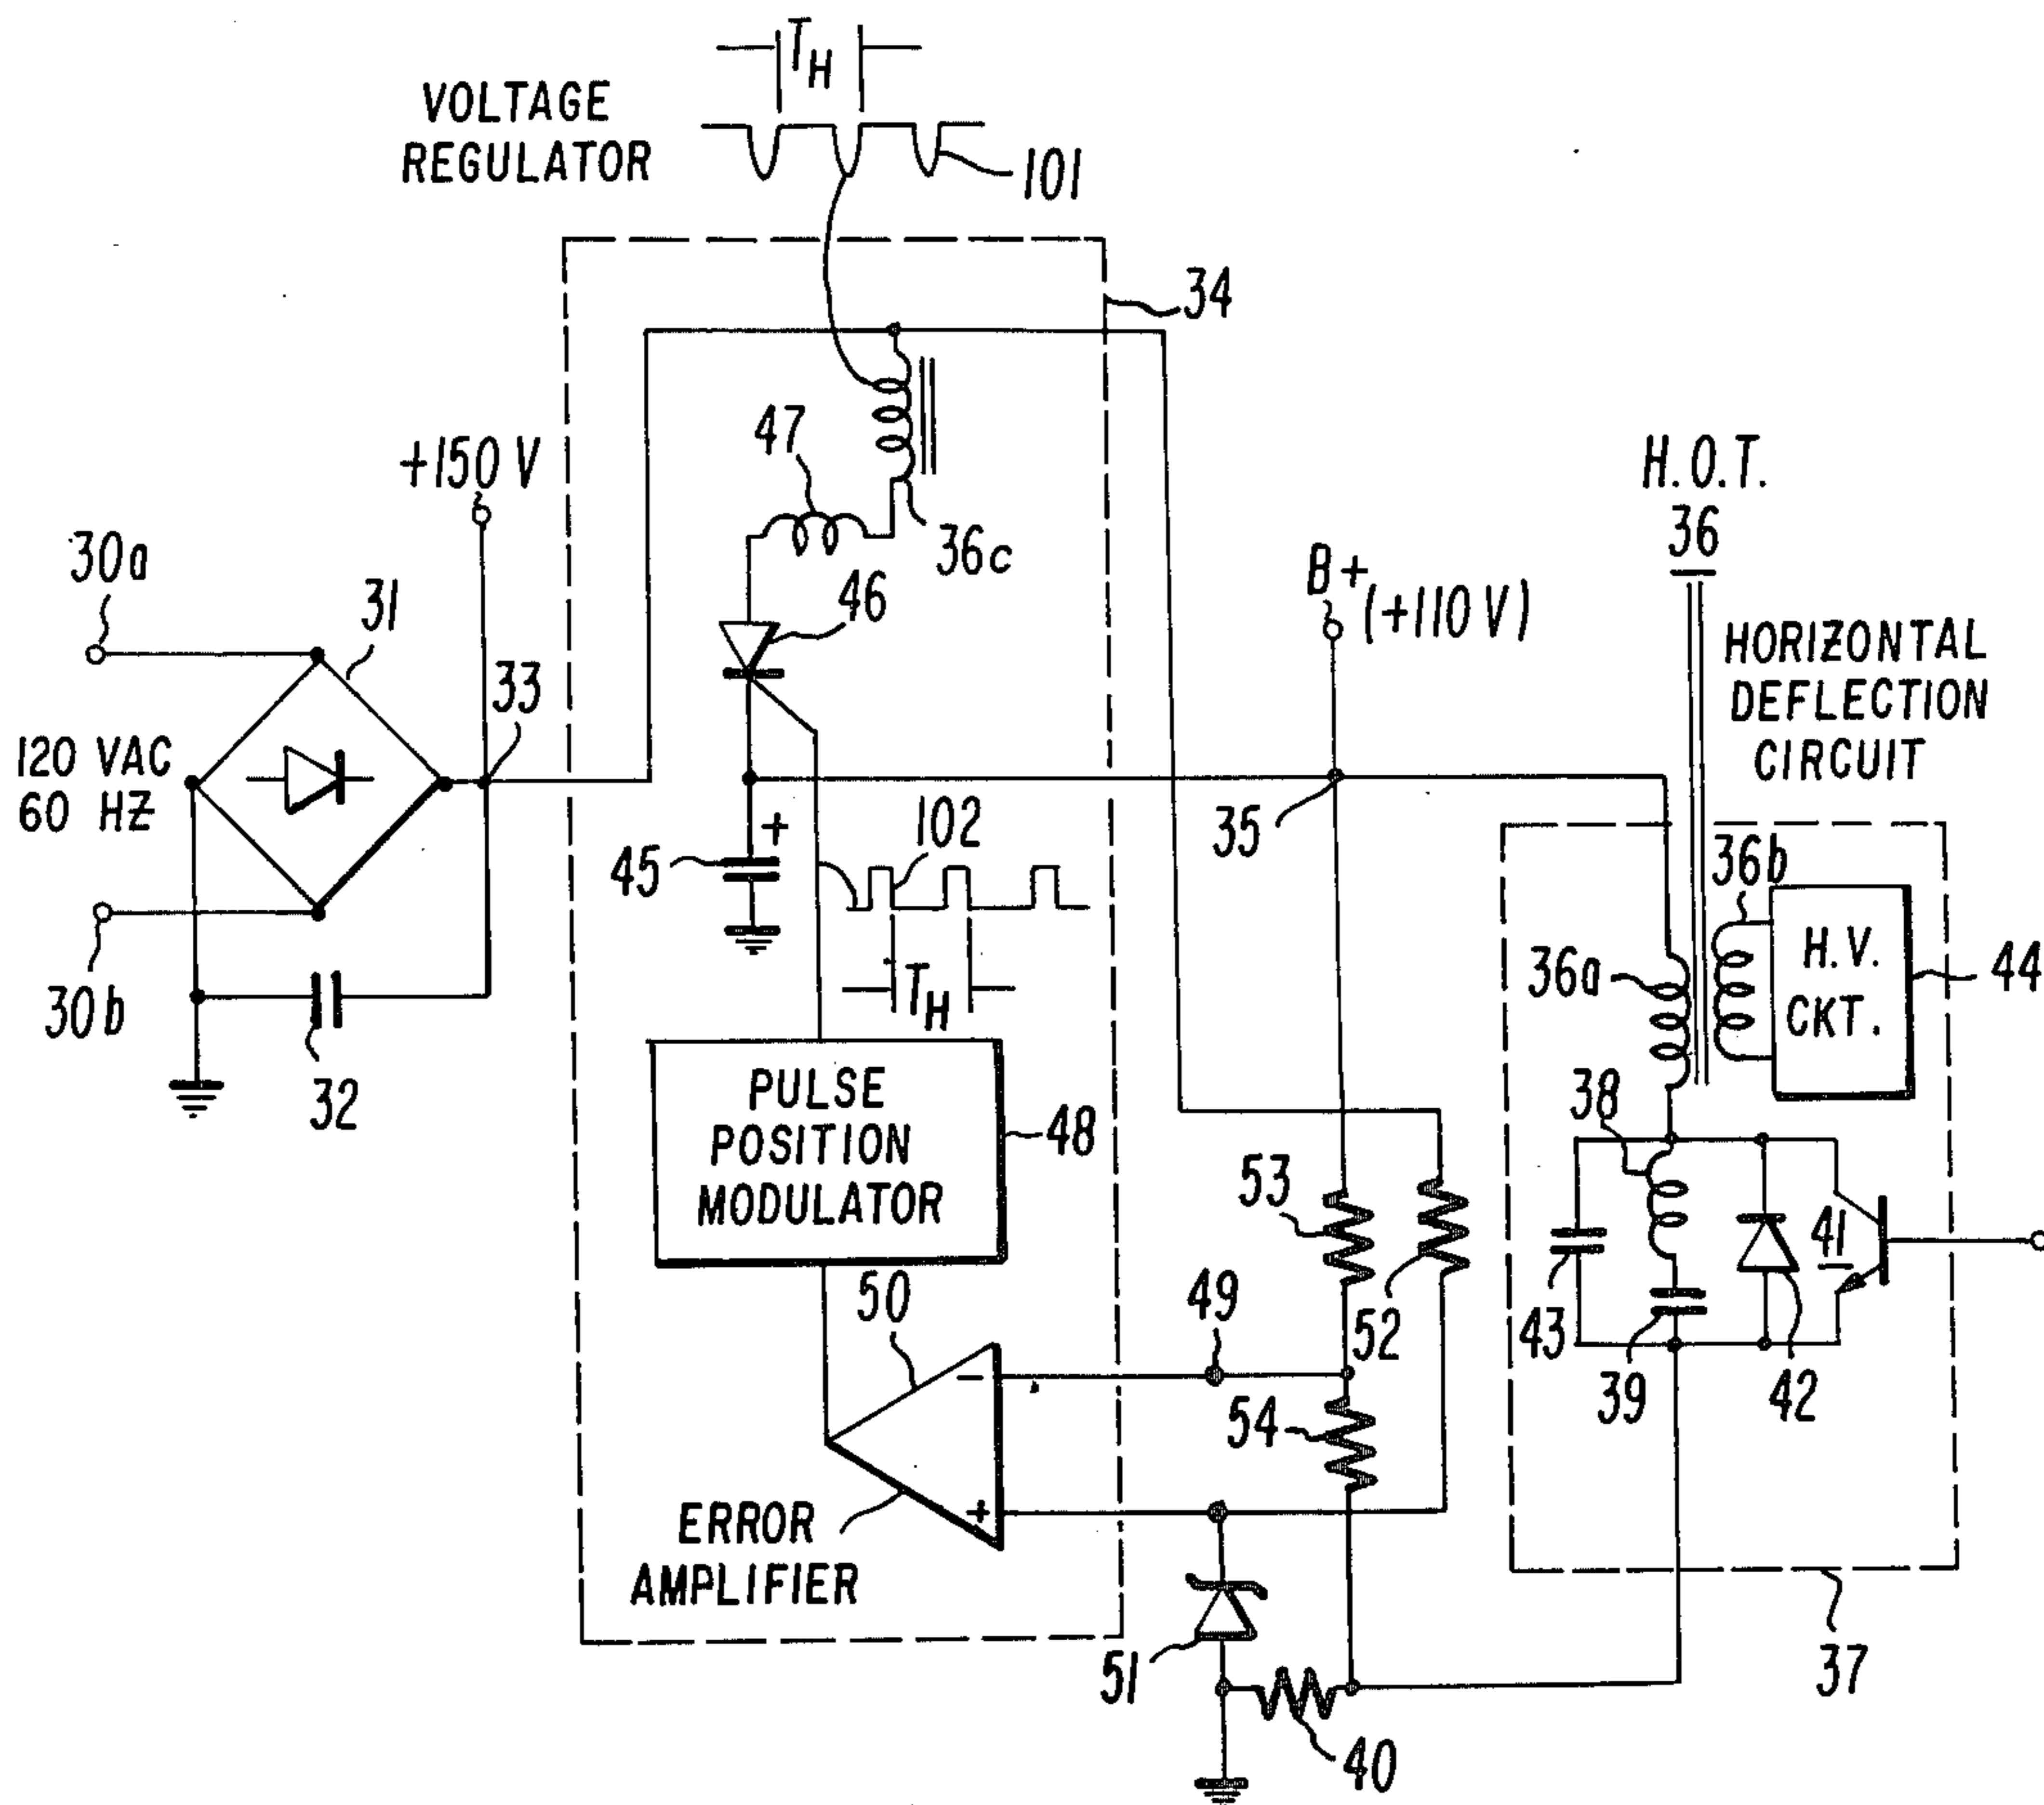 T_H
VOLTAGE
REGULATOR
101
34
47
+150 V
36c
H.O.T.
36
30a
31
46
B+
(+110 V)
HORIZONTAL
DEFLECTION
CIRCUIT
33
120 VAC
60 HZ
35
+
102
45
36b
H.V.
CKT.
44
36a
T_H
30b
32
38
PULSE
POSITION
MODULATOR
48
53
41
50
49
52
43
39
42
−
54
+
ERROR
AMPLIFIER
51
37
40